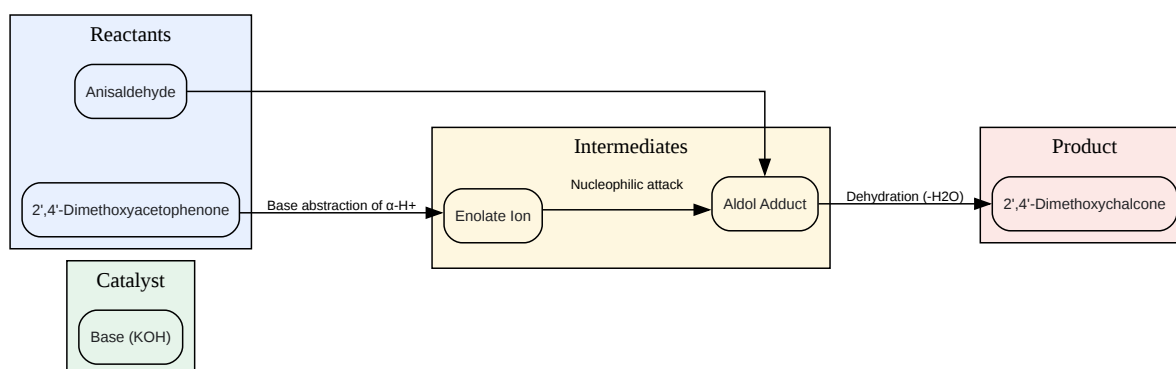 Reactants
Anisaldehyde
2',4'-Dimethoxyacetophenone
Base abstraction of α-H+
Intermediates
Nucleophilic attack
Enolate Ion
Aldol Adduct
Dehydration (-H2O)
Product
2',4'-Dimethoxychalcone
Catalyst
Base (KOH)